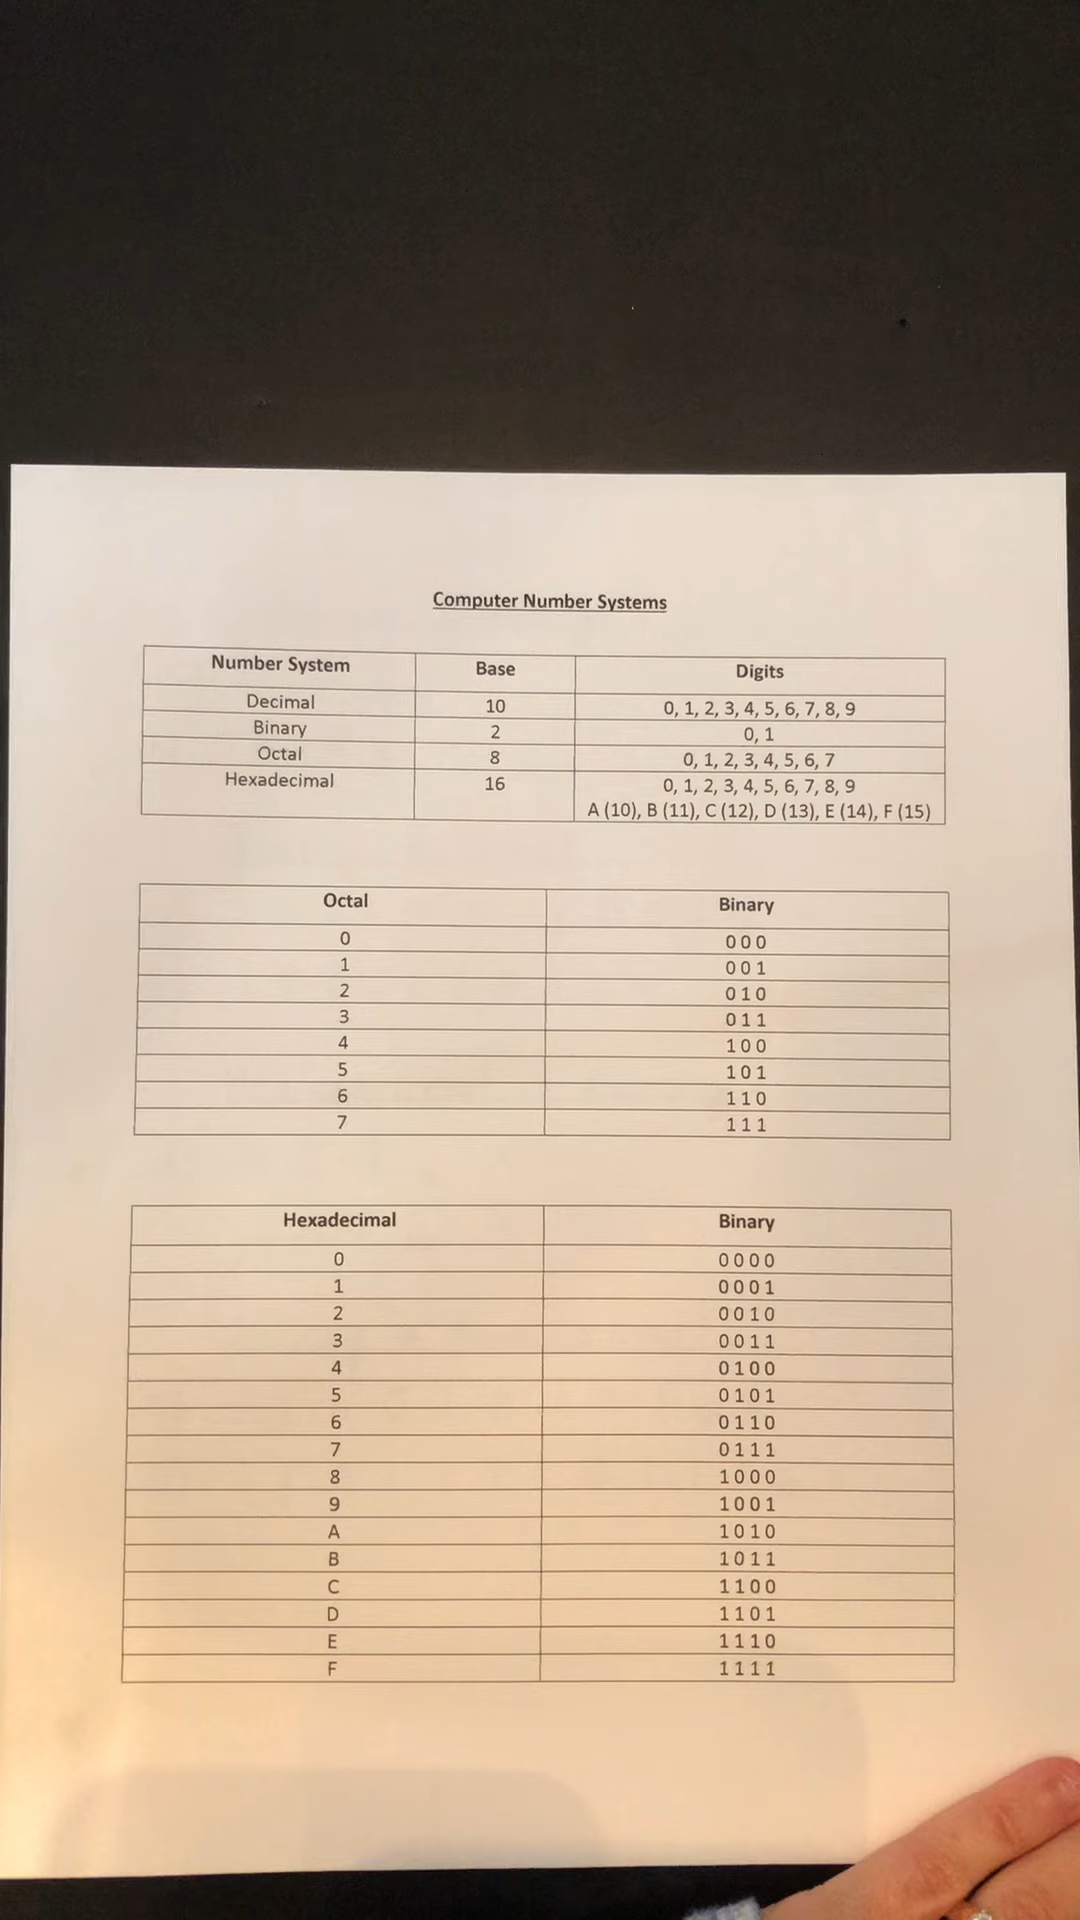 Computer Number Systems
Number System Base Digits
Decimal 10 0, 1, 2, 3, 4, 5, 6, 7, 8, 9
Binary 2 0, 1
Octal 8 0, 1, 2, 3, 4, 5, 6, 7
Hexadecimal 16 0, 1, 2, 3, 4, 5, 6, 7, 8, 9
A (10), B (11), C (12), D (13), E (14), F (15)
Octal Binary
0 0 0 0
1 0 0 1
2 0 1 0
3 0 1 1
4 1 0 0
5 1 0 1
6 1 1 0
7 1 1 1
Hexadecimal Binary
0 0 0 0 0
1 0 0 0 1
2 0 0 1 0
3 0 0 1 1
4 0 1 0 0
5 0 1 0 1
6 0 1 1 0
7 0 1 1 1
8 1 0 0 0
9 1 0 0 1
A 1 0 1 0
B 1 0 1 1
C 1 1 0 0
D 1 1 0 1
E 1 1 1 0
F 1 1 1 1